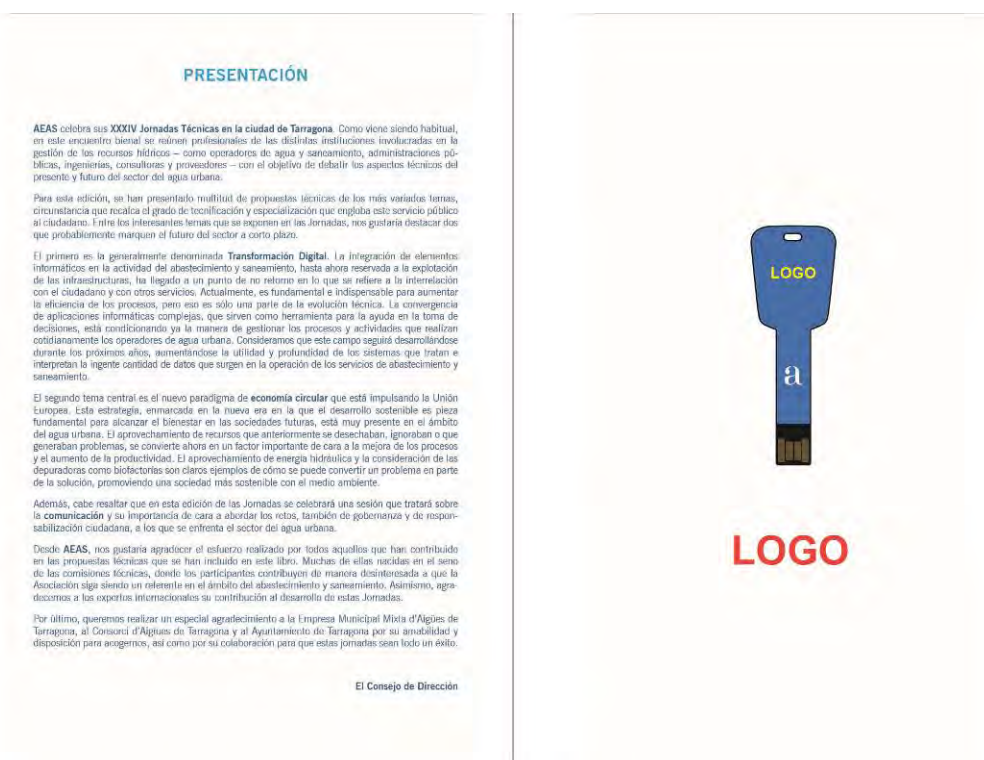 PRESENTACIÓN
AEAS celebra sus XXXIV Jornadas Técnicas en la ciudad de Tarragona. Como viene siendo habitual,
en este encuentro bienal se reúnen profesionales de las distintas instituciones involucradas en la
gestión de los recursos hídricos – como operadores de agua y saneamiento, administraciones pú-
blicas, ingenierías, consultoras y proveedores – con el objetivo de debatir los aspectos técnicos del
presente y futuro del sector del agua urbana.
Para esta edición, se han presentado multitud de propuestas técnicas de los más variados temas,
circunstancia que recalca el grado de tecnificación y especialización que engloba este servicio público
al ciudadano. Entre los interesantes temas que se exponen en las Jornadas, nos gustaría destacar dos
que probablemente marquen el futuro del sector a corto plazo.
El primero es la generalmente denominada Transformación Digital. La integración de elementos
informáticos en la actividad del abastecimiento y saneamiento, hasta ahora reservada a la explotación
de las infraestructuras, ha llegado a un punto de no retorno en lo que se refiere a la interrelación
con el ciudadano y con otros servicios. Actualmente, es fundamental e indispensable para aumentar
la eficiencia de los procesos, pero eso es sólo una parte de la evolución técnica. La convergencia
de aplicaciones informáticas complejas, que sirven como herramienta para la ayuda en la toma de
decisiones, está condicionando ya la manera de gestionar los procesos y actividades que realizan
cotidianamente los operadores de agua urbana. Consideramos que este campo seguirá desarrollándose
durante los próximos años, aumentándose la utilidad y profundidad de los sistemas que tratan e
interpretan la ingente cantidad de datos que surgen en la operación de los servicios de abastecimiento y
saneamiento.
El segundo tema central es el nuevo paradigma de economía circular que está impulsando la Unión
Europea. Esta estrategia, enmarcada en la nueva era en la que el desarrollo sostenible es pieza
fundamental para alcanzar el bienestar en las sociedades futuras, está muy presente en el ámbito
del agua urbana. El aprovechamiento de recursos que anteriormente se desechaban, ignoraban o que
generaban problemas, se convierte ahora en un factor importante de cara a la mejora de los procesos
y el aumento de la productividad. El aprovechamiento de energía hidráulica y la consideración de las
depuradoras como biofactorías son claros ejemplos de cómo se puede convertir un problema en parte
de la solución, promoviendo una sociedad más sostenible con el medio ambiente.
Además, cabe resaltar que en esta edición de las Jornadas se celebrará una sesión que tratará sobre
la comunicación y su importancia de cara a abordar los retos, también de gobernanza y de respon-
sabilización ciudadana, a los que se enfrenta el sector del agua urbana.
Desde AEAS, nos gustaría agradecer el esfuerzo realizado por todos aquellos que han contribuido
en las propuestas técnicas que se han incluido en este libro. Muchas de ellas nacidas en el seno
de las comisiones técnicas, donde los participantes contribuyen de manera desinteresada a que la
Asociación siga siendo un referente en el ámbito del abastecimiento y saneamiento. Asimismo, agra-
decemos a los expertos internacionales su contribución al desarrollo de estas Jornadas.
Por último, queremos realizar un especial agradecimiento a la Empresa Municipal Mixta d'Aigües de
Tarragona, al Consorci d'Aigües de Tarragona y al Ayuntamiento de Tarragona por su amabilidad y
disposición para acogernos, así como por su colaboración para que estas jornadas sean todo un éxito.
El Consejo de Dirección
LOGO
a
LOGO